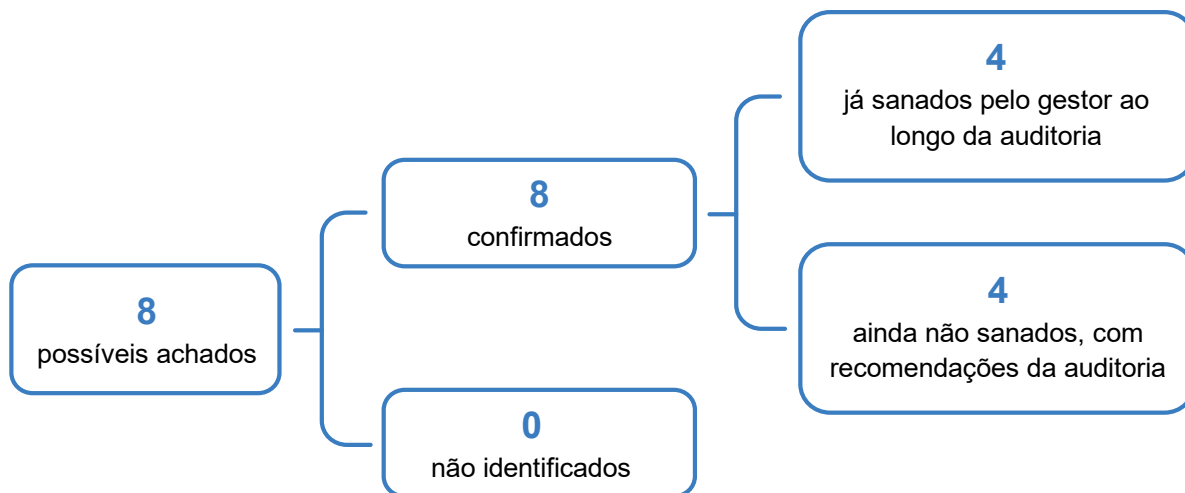 8
possíveis achados
8
confirmados
0
não identificados
4
já sanados pelo gestor ao
longo da auditoria
4
ainda não sanados, com
recomendações da auditoria